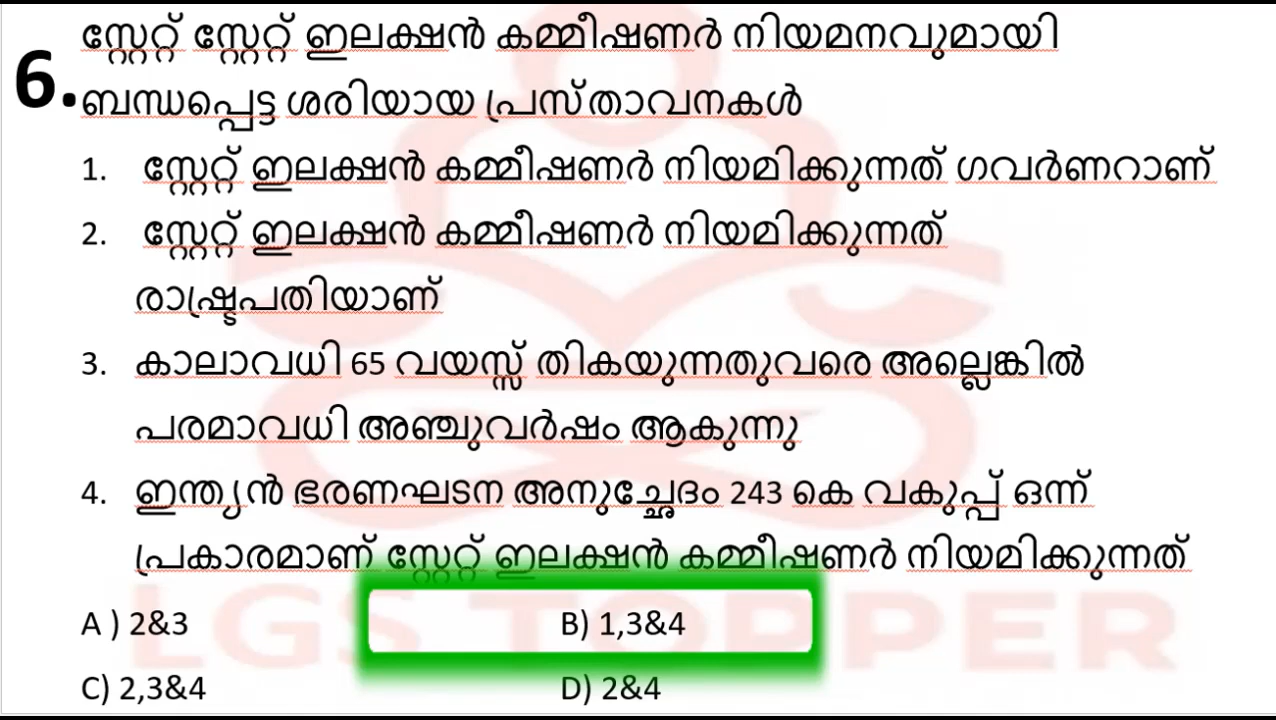 സ്റ്റേറ്റ് സ്റ്റേറ്റ് ഇലക്ഷൻ കമ്മീഷണർ നിയമനവുമായി
6. ബന്ധപ്പെട്ട ശരിയായ പ്രസ്താവനകൾ
1. സ്റ്റേറ്റ് ഇലക്ഷൻ കമ്മീഷണർ നിയമിക്കുന്നത് ഗവർണറാണ്
2. സ്റ്റേറ്റ് ഇലക്ഷൻ കമ്മീഷണർ നിയമിക്കുന്നത്
രാഷ്ട്രപതിയാണ്
3. കാലാവധി 65 വയസ്സ് തികയുന്നതുവരെ അല്ലെങ്കിൽ
പരമാവധി അഞ്ചുവർഷം ആകുന്നു
4. ഇന്ത്യൻ ഭരണഘടന അനുച്ഛേദം 243 കെ വകുപ്പ് ഒന്ന്
പ്രകാരമാണ് സ്റ്റേറ്റ് ഇലക്ഷൻ കമ്മീഷണർ നിയമിക്കുന്നത്
A ) 2&3 B) 1,3&4
C) 2,3&4 D) 2&4
LGS TOPPER